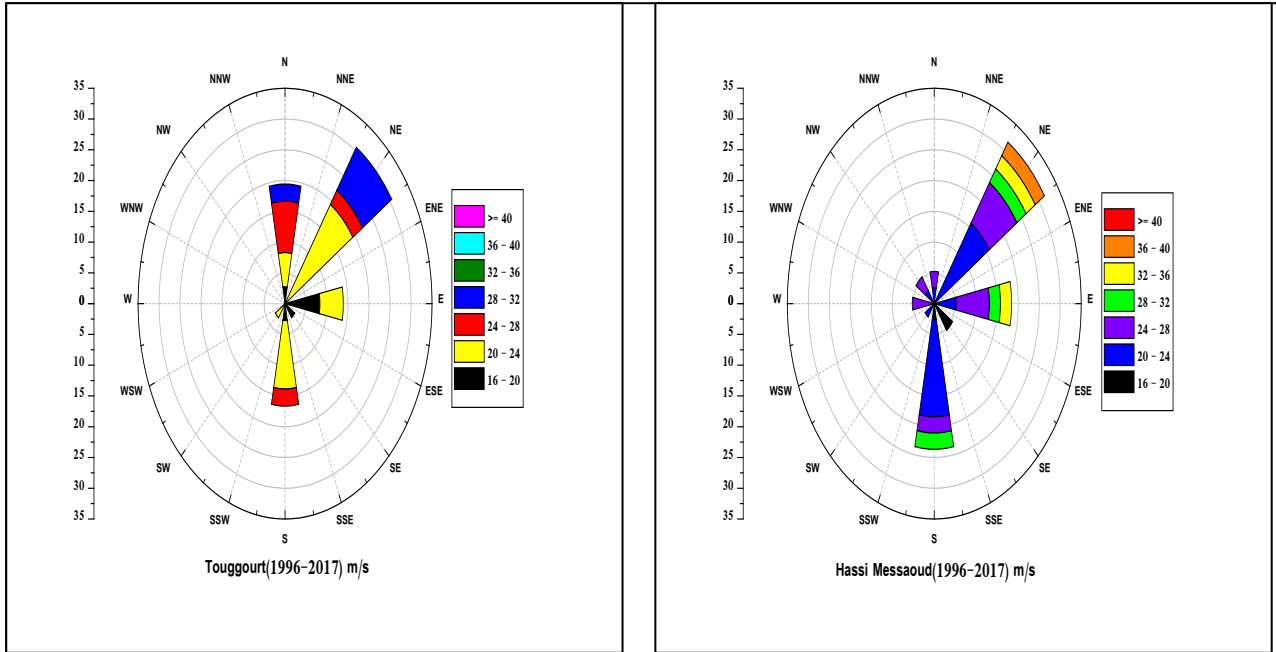 N
NNW NNE
NW NE
WNW ENE
W E
WSW ESE
SW SE
SSW SSE
S
35
30
25
20
15
10
5
0
5
10
15
20
25
30
35
>= 40
36 - 40
32 - 36
28 - 32
24 - 28
20 - 24
16 - 20
Touggourt(1996-2017) m/s
N
NNW NNE
NW NE
WNW ENE
W E
WSW ESE
SW SE
SSW SSE
S
35
30
25
20
15
10
5
0
5
10
15
20
25
30
35
>= 40
36 - 40
32 - 36
28 - 32
24 - 28
20 - 24
16 - 20
Hassi Messaoud(1996-2017) m/s